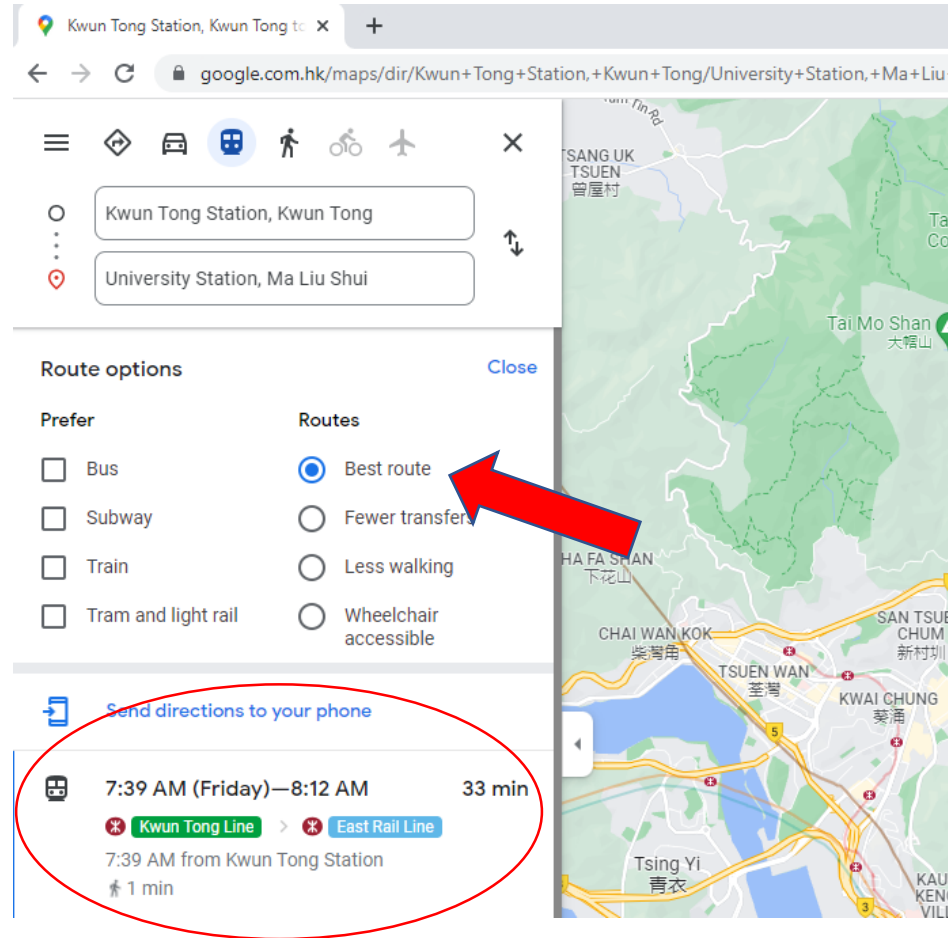 Kwun Tong Station, Kwun Tong to
google.com.hk/maps/dir/Kwun+Tong+Station,+Kwun+Tong/University+Station,+Ma+Liu
Kwun Tong Station, Kwun Tong
University Station, Ma Liu Shui
Route options
Close
Prefer
Routes
Bus
Best route
Subway
Fewer transfers
Train
Less walking
Tram and light rail
Wheelchair
accessible
Send directions to your phone
7:39 AM (Friday)—8:12 AM
33 min
Kwun Tong Line > East Rail Line
7:39 AM from Kwun Tong Station
1 min
TSANG UK
TSUEN
曾屋村
Ta
Co
Tai Mo Shan
大帽山
HA FA SHAN
下花山
CHAI WAN KOK
柴灣角
SAN TSUE
CHUM
新村圳
TSUEN WAN
荃灣
KWAI CHUNG
葵涌
5
Tsing Yi
青衣
KAU
KENG
VILL
3